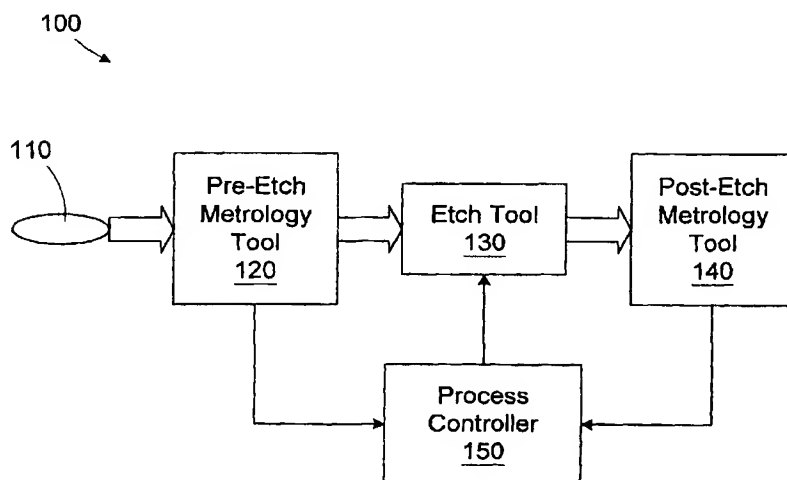 100
110
Pre-Etch
Metrology
Tool
120
Etch Tool
130
Post-Etch
Metrology
Tool
140
Process
Controller
150